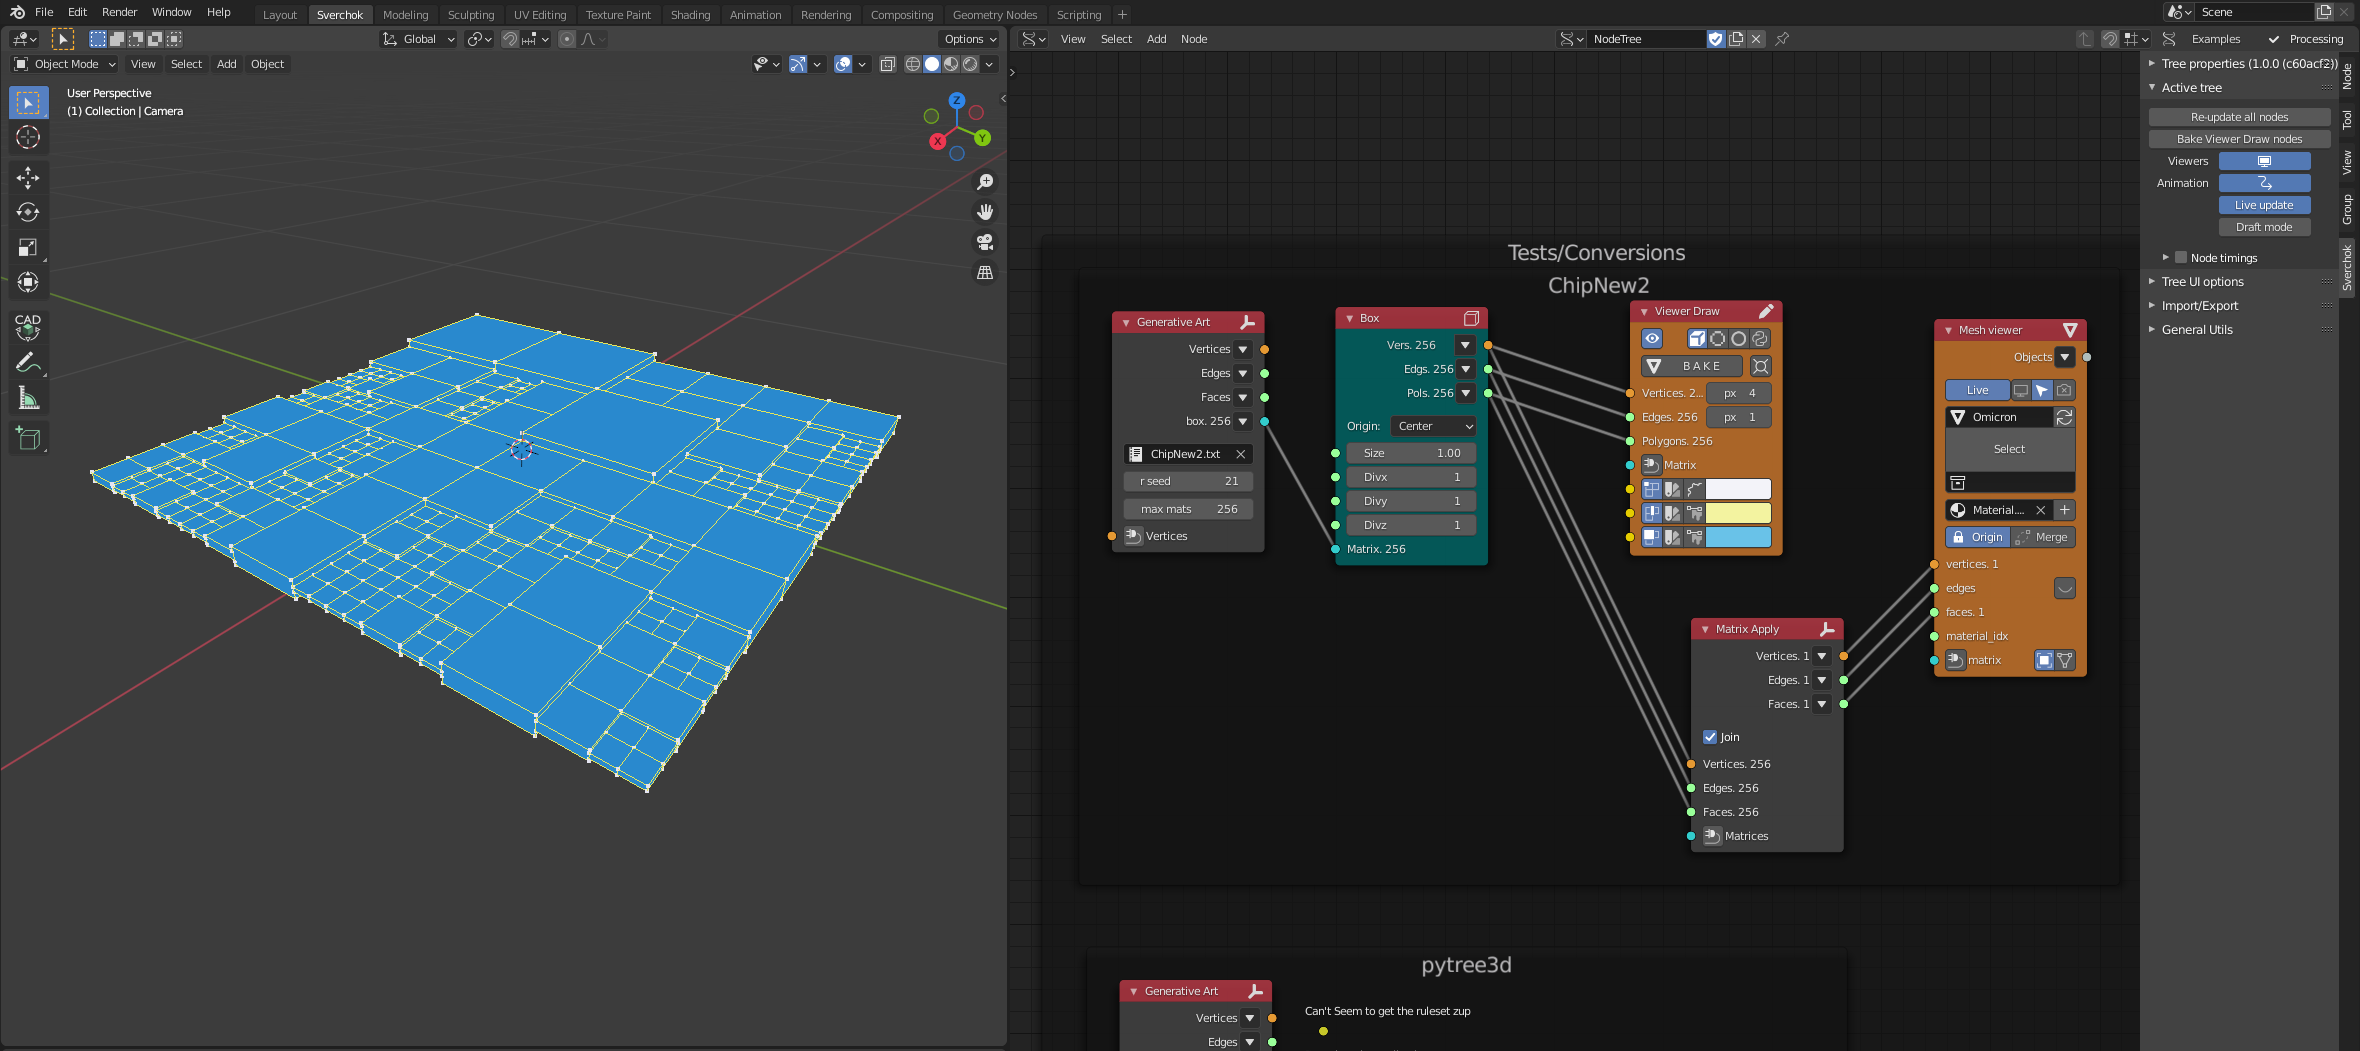 File Edit Render Window Help Layout Sverchok Modeling Sculpting UV Editing Texture Paint Shading Animation Rendering Compositing Geometry Nodes Scripting + Scene
Global Options View Select Add Node NodeTree Examples Processing
Object Mode View Select Add Object
User Perspective
(1) Collection | Camera
Z
X
Y
CAD
Tests/Conversions
ChipNew2
Generative Art
Vertices
Edges
Faces
box. 256
ChipNew2.txt
r seed 21
max mats 256
Vertices
Box
Vers. 256
Edgs. 256
Pols. 256
Origin: Center
Size 1.00
Divx 1
Divy 1
Divz 1
Matrix. 256
Viewer Draw
BAKE
Vertices. 2... px 4
Edges. 256 px 1
Polygons. 256
Matrix
Matrix Apply
Vertices. 1
Edges. 1
Faces. 1
Join
Vertices. 256
Edges. 256
Faces. 256
Matrices
Mesh viewer
Objects
Live
Omicron
Select
Material....
Origin Merge
vertices. 1
edges
faces. 1
material_idx
matrix
pytree3d
Generative Art
Vertices
Edges
Can't Seem to get the ruleset zup
Tree properties (1.0.0 (c60acf2))
Active tree
Re-update all nodes
Bake Viewer Draw nodes
Viewers
Animation
Live update
Draft mode
Node timings
Tree UI options
Import/Export
General Utils
Node
Tool
View
Group
Sverchok